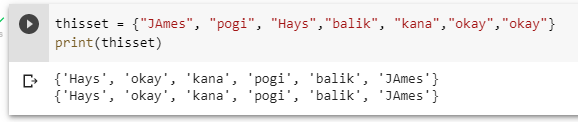 thisset = {"JAmes", "pogi", "Hays","balik", "kana","okay","okay"}
print(thisset)
{'Hays', 'okay', 'kana', 'pogi', 'balik', 'JAmes'}
{'Hays', 'okay', 'kana', 'pogi', 'balik', 'JAmes'}